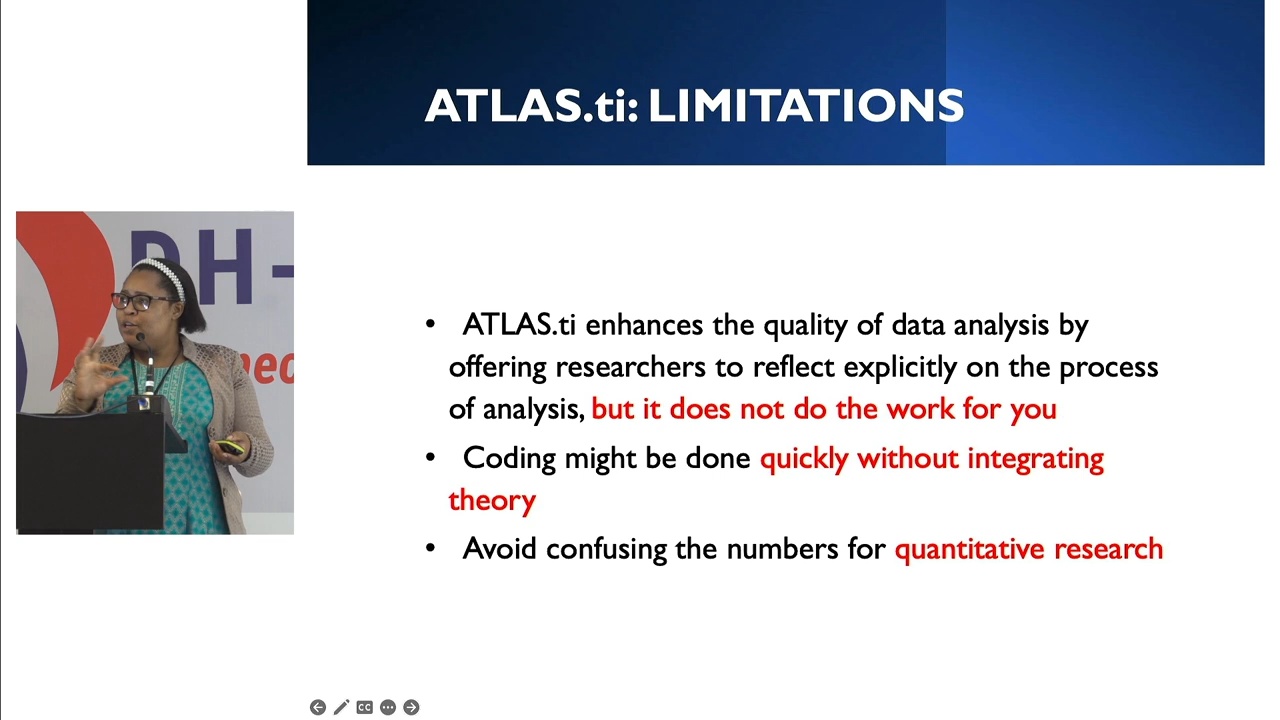 ATLAS.ti: LIMITATIONS
DH-
• ATLAS.ti enhances the quality of data analysis by
offering researchers to reflect explicitly on the process
of analysis, but it does not do the work for you
• Coding might be done quickly without integrating
theory
• Avoid confusing the numbers for quantitative research
CC